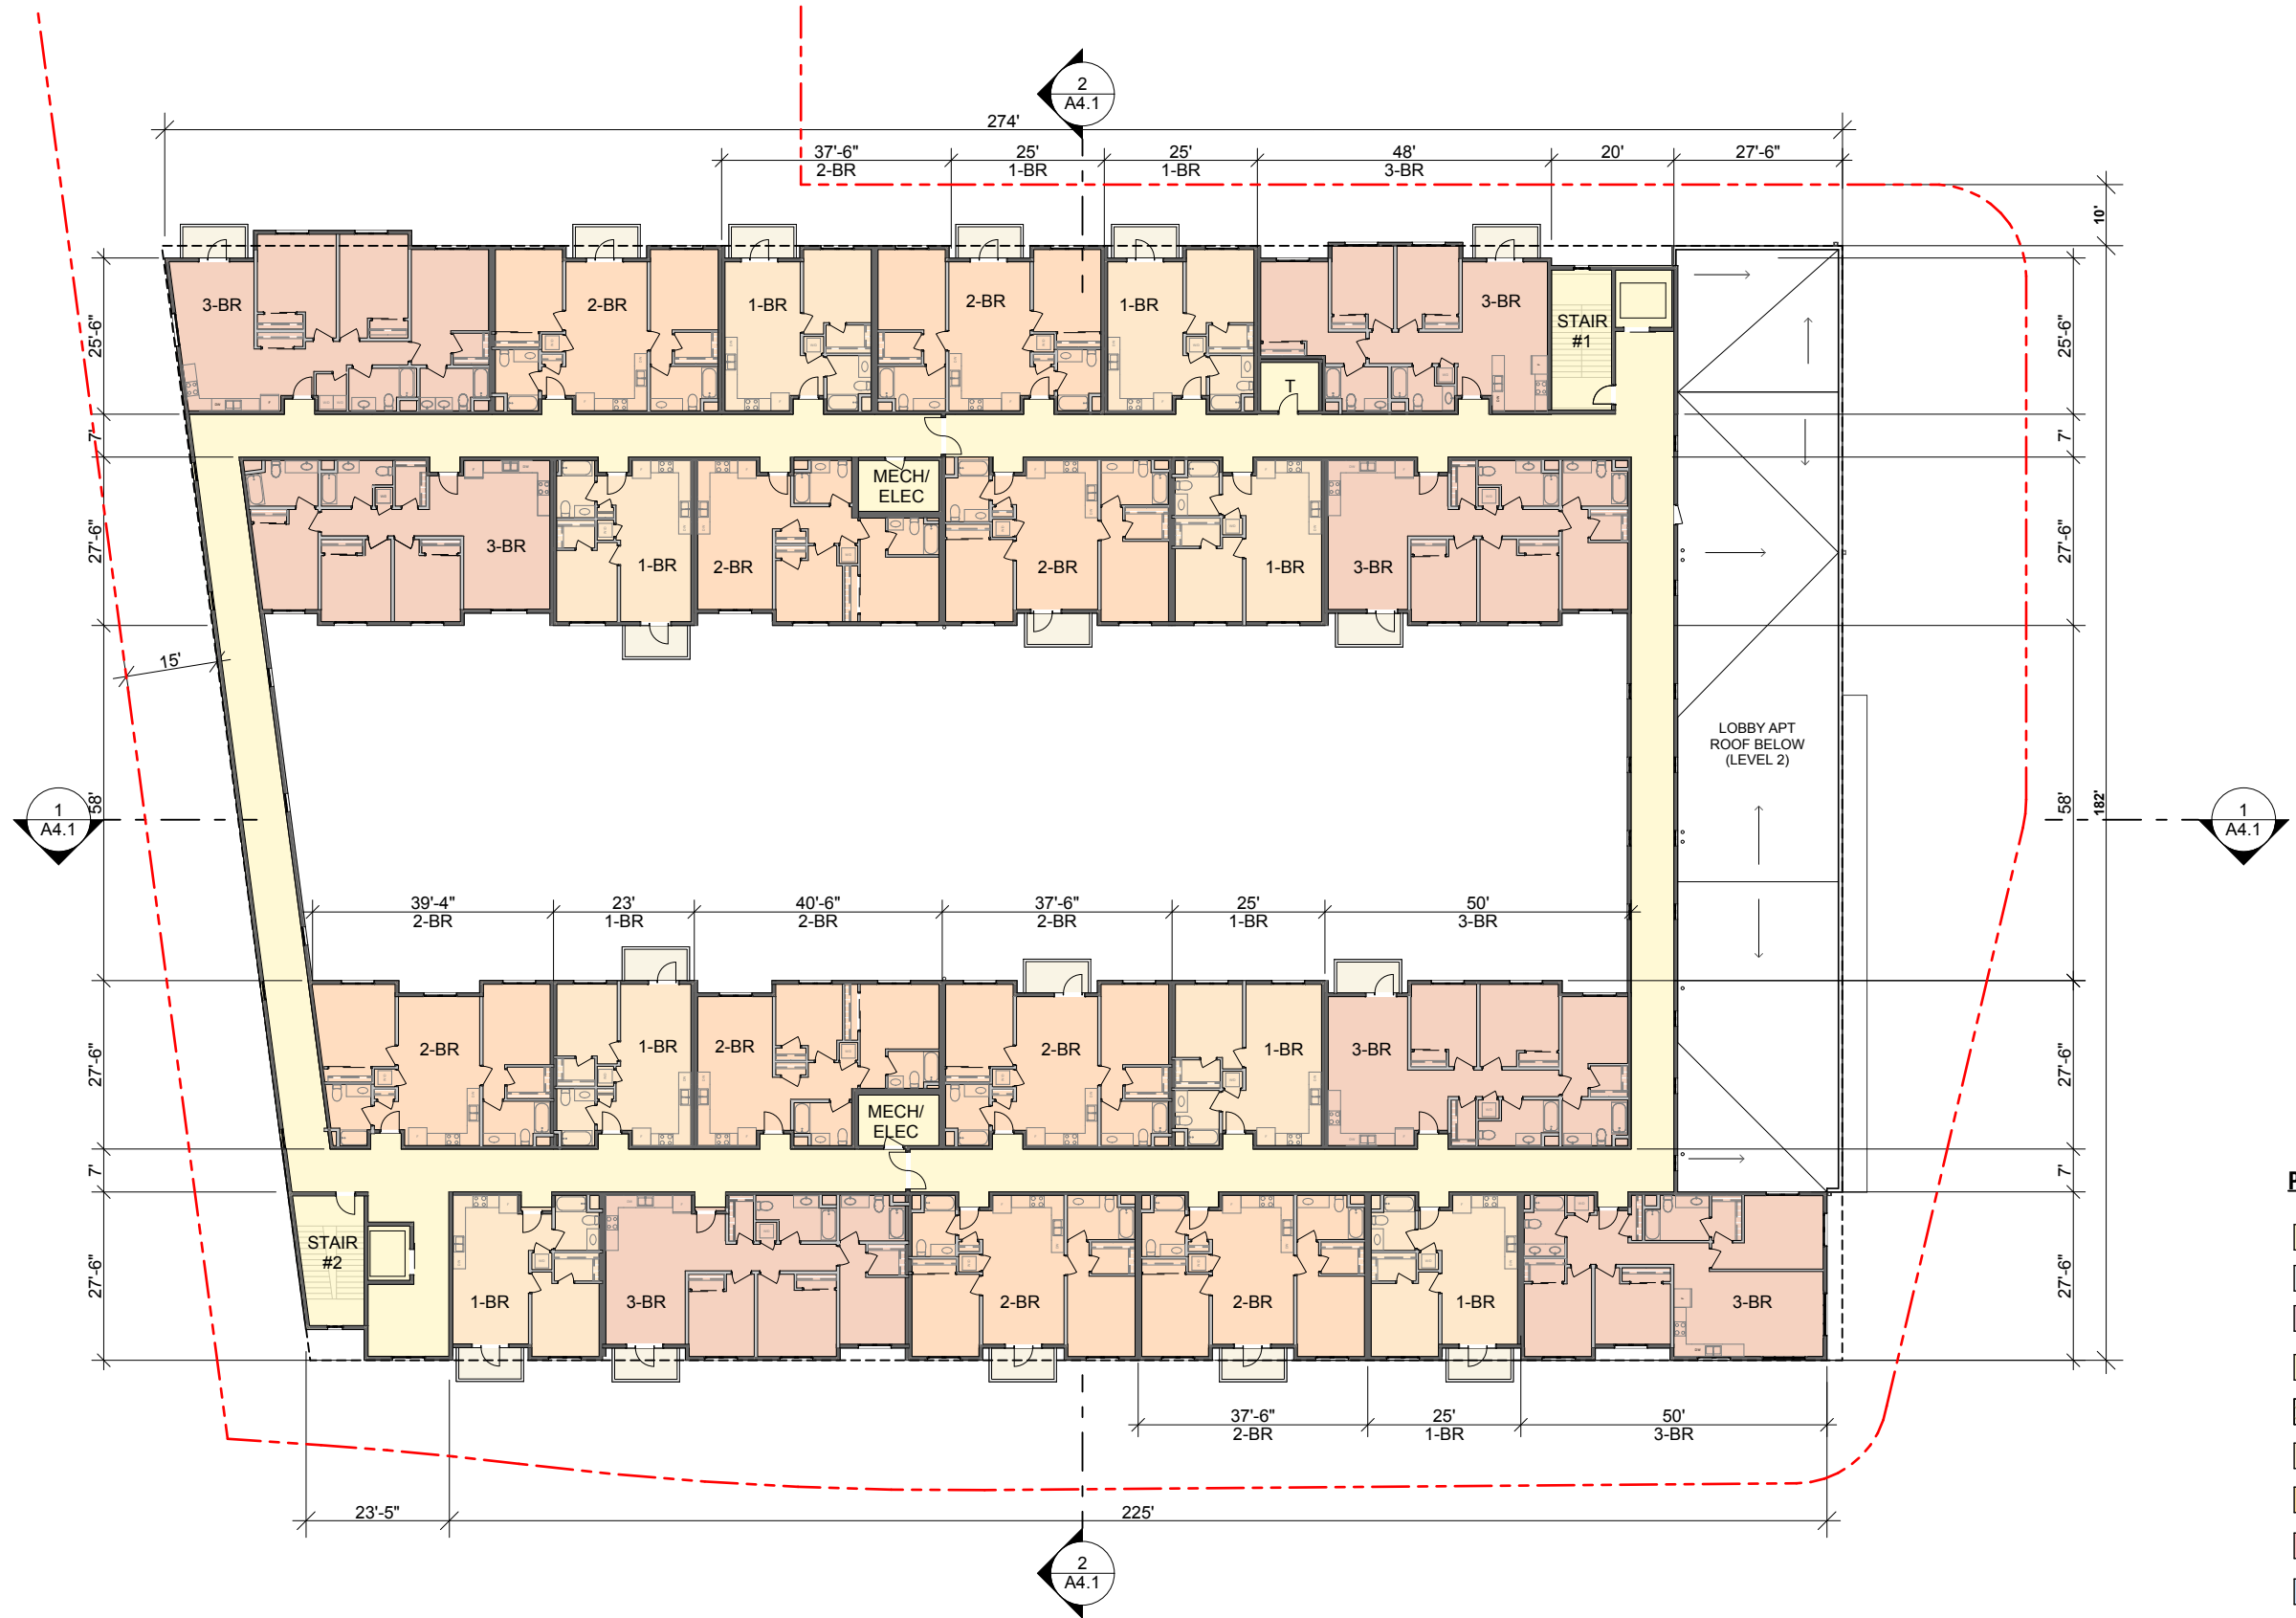 2
A4.1
274'
37'-6" 25' 25' 48' 20' 27'-6"
2-BR 1-BR 1-BR 3-BR
10'
3-BR 2-BR 1-BR 2-BR 1-BR 3-BR
STAIR
#1
T
25'-6" 25'-6"
7' 7'
MECH/
ELEC
27'-6" 27'-6"
3-BR 1-BR 2-BR 2-BR 1-BR 3-BR
15'
LOBBY APT
ROOF BELOW
(LEVEL 2)
1
A4.1
58' 58'
182'
1
A4.1
39'-4" 23' 40'-6" 37'-6" 25' 50'
2-BR 1-BR 2-BR 2-BR 1-BR 3-BR
27'-6" 27'-6"
2-BR 1-BR 2-BR 2-BR 1-BR 3-BR
MECH/
ELEC
7' 7'
STAIR
#2
27'-6" 27'-6"
1-BR 3-BR 2-BR 2-BR 1-BR 3-BR
37'-6" 25' 50'
2-BR 1-BR 3-BR
23'-5" 225'
2
A4.1